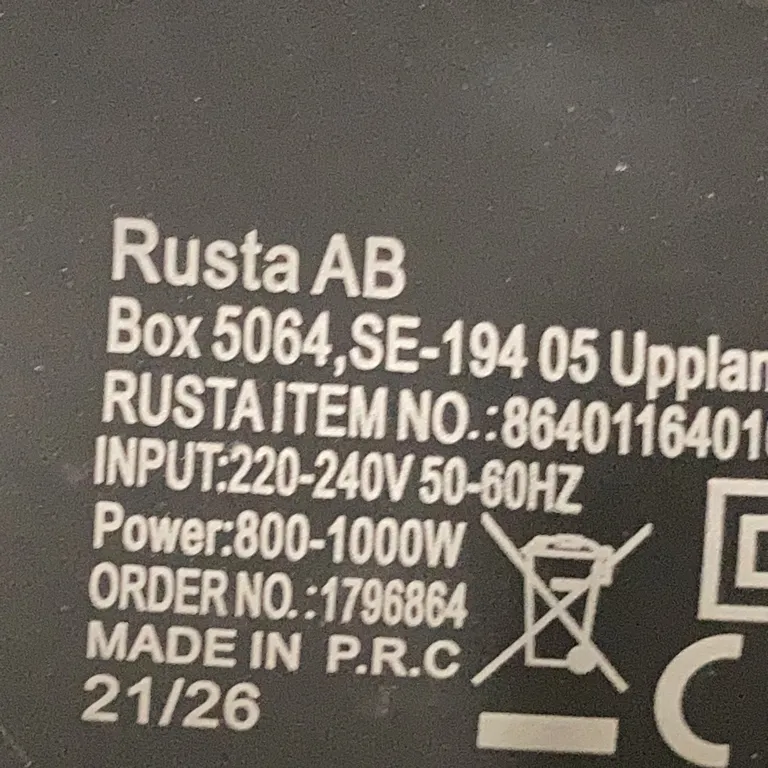 Rusta AB
Box 5064,SE-194 05 Upplan
RUSTA ITEM NO.:864011640
INPUT:220-240V 50-60HZ
Power:800-1000W
ORDER NO.:1796864
MADE IN P.R.C
21/26